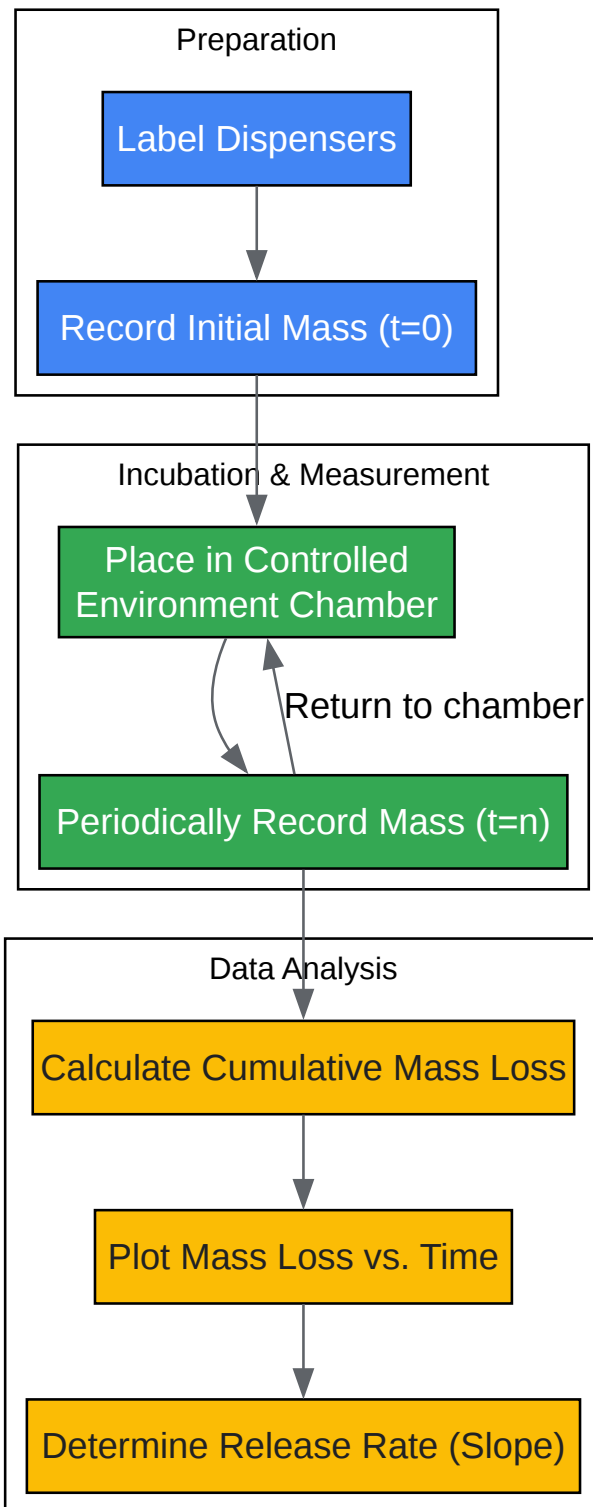 Preparation
Label Dispensers
Record Initial Mass (t=0)
Incubation & Measurement
Place in Controlled
Environment Chamber
Return to chamber
Periodically Record Mass (t=n)
Data Analysis
Calculate Cumulative Mass Loss
Plot Mass Loss vs. Time
Determine Release Rate (Slope)